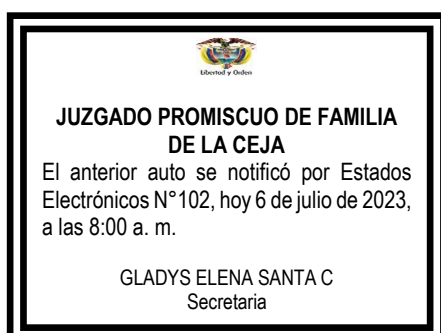 Libertad y Orden
JUZGADO PROMISCUO DE FAMILIA
DE LA CEJA
El anterior auto se notificó por Estados
Electrónicos N°102, hoy 6 de julio de 2023,
a las 8:00 a. m.
GLADYS ELENA SANTA C
Secretaria